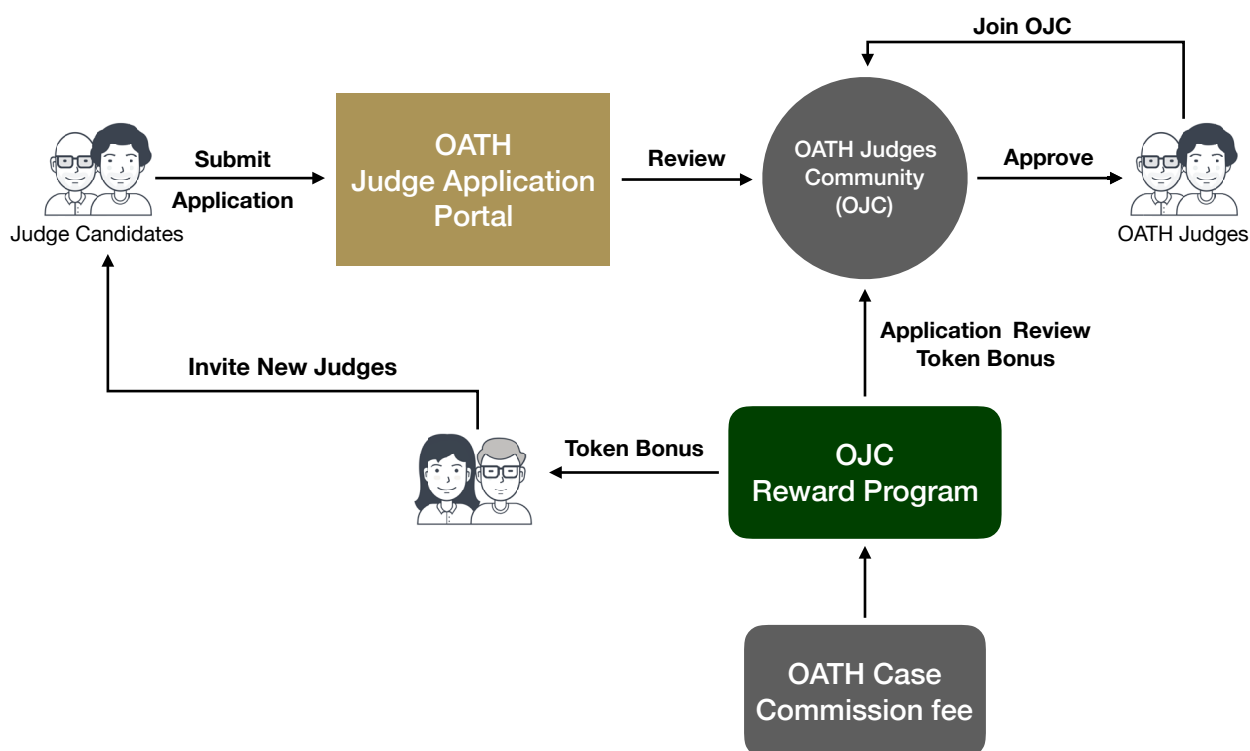 Join OJC
OATH
Judge Application
Portal
Submit
Application
Judge Candidates
Review
OATH Judges
Community
(OJC)
Approve
OATH Judges
Application Review
Token Bonus
Invite New Judges
Token Bonus
OJC
Reward Program
OATH Case
Commission fee